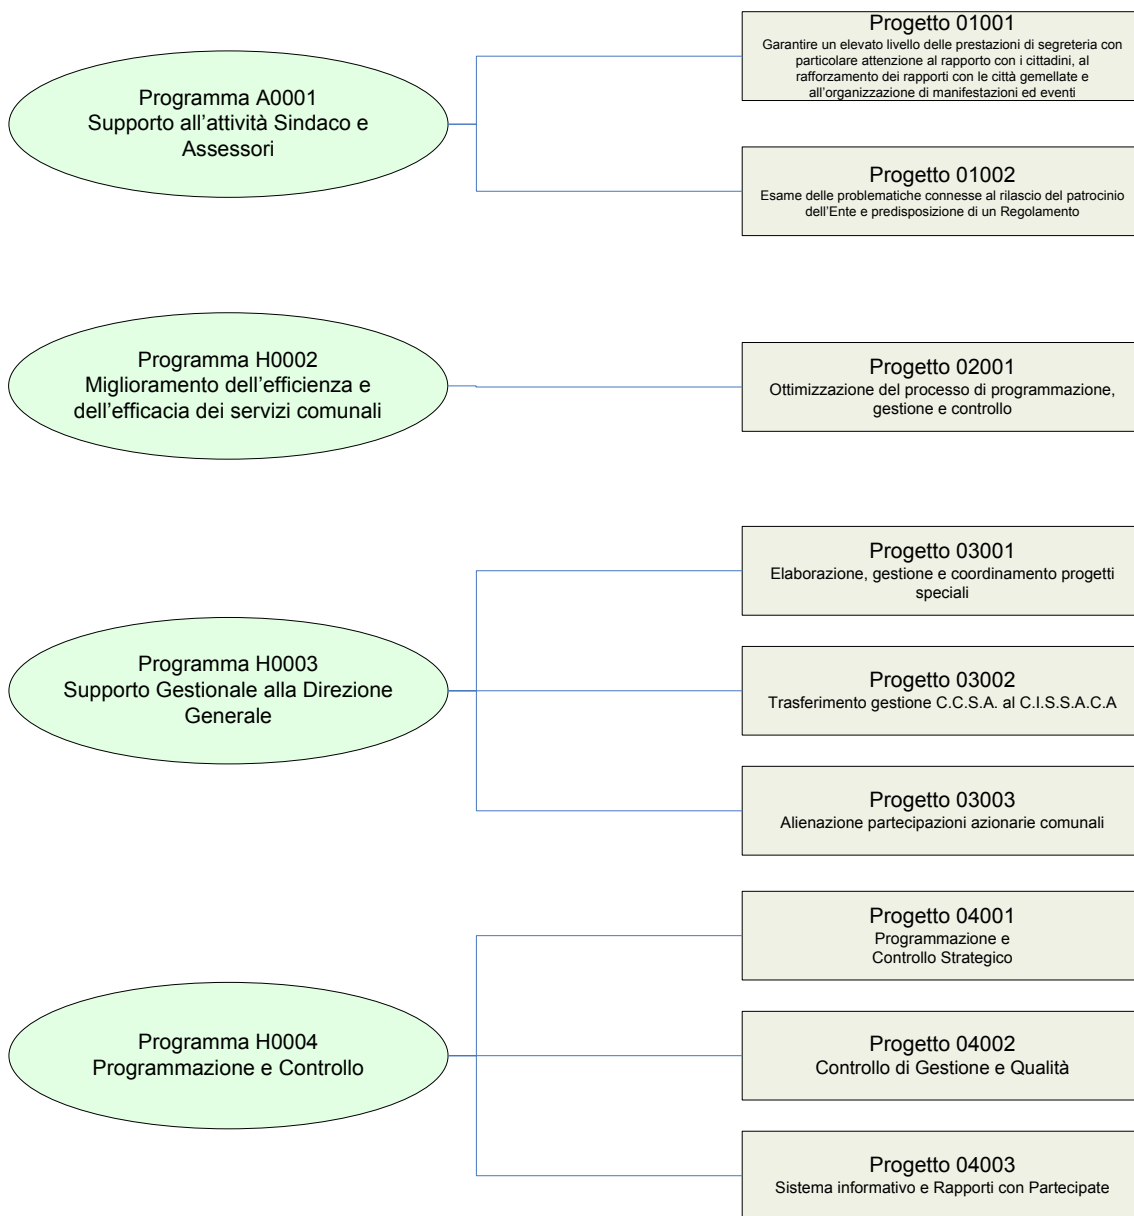 Programma A0001
Supporto all'attività Sindaco e
Assessori
Progetto 01001
Garantire un elevato livello delle prestazioni di segreteria con
particolare attenzione al rapporto con i cittadini, al
rafforzamento dei rapporti con le città gemellate e
all'organizzazione di manifestazioni ed eventi
Progetto 01002
Esame delle problematiche connesse al rilascio del patrocinio
dell'Ente e predisposizione di un Regolamento
Programma H0002
Miglioramento dell'efficienza e
dell'efficacia dei servizi comunali
Progetto 02001
Ottimizzazione del processo di programmazione,
gestione e controllo
Programma H0003
Supporto Gestionale alla Direzione
Generale
Progetto 03001
Elaborazione, gestione e coordinamento progetti
speciali
Progetto 03002
Trasferimento gestione C.C.S.A. al C.I.S.S.A.C.A
Progetto 03003
Alienazione partecipazioni azionarie comunali
Programma H0004
Programmazione e Controllo
Progetto 04001
Programmazione e
Controllo Strategico
Progetto 04002
Controllo di Gestione e Qualità
Progetto 04003
Sistema informativo e Rapporti con Partecipate